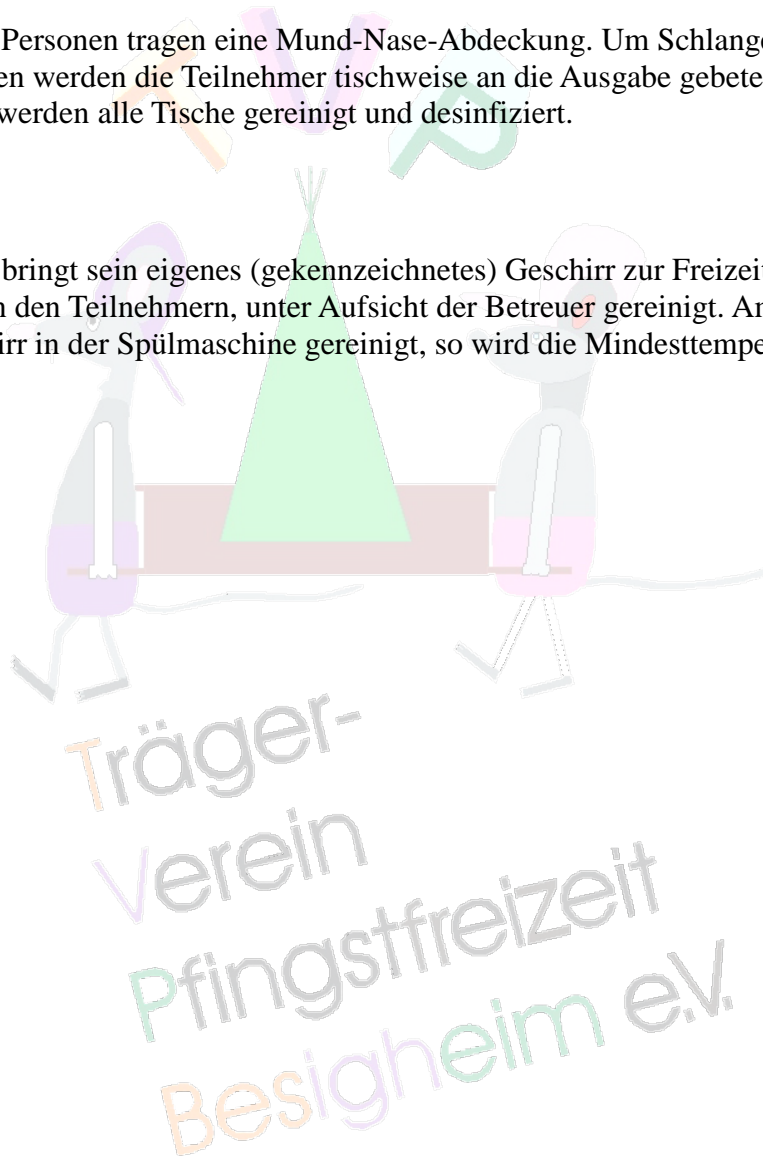 T V P
Personen tragen eine Mund-Nase-Abdeckung. Um Schlange
en werden die Teilnehmer tischweise an die Ausgabe gebete
werden alle Tische gereinigt und desinfiziert.
bringt sein eigenes (gekennzeichnetes) Geschirr zur Freizeit
n den Teilnehmern, unter Aufsicht der Betreuer gereinigt. An
irr in der Spülmaschine gereinigt, so wird die Mindesttempe
Träger-
Verein
Pfingstfreizeit
Besigheim e.V.